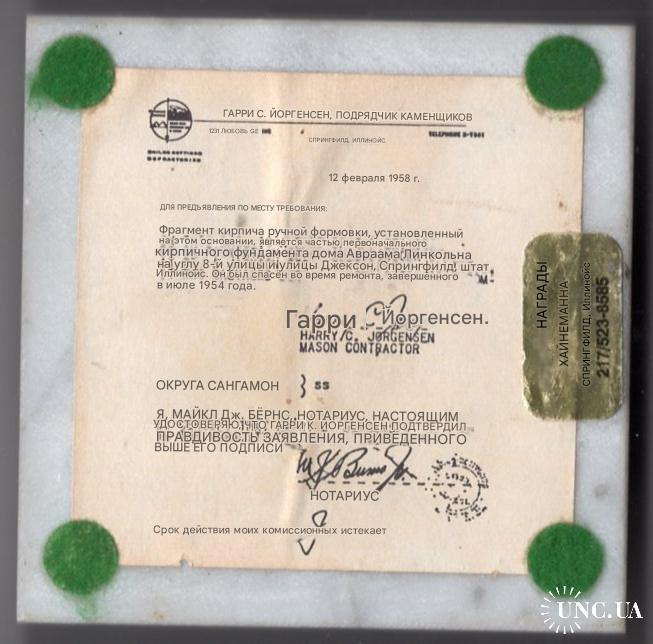 ГАРРИ С. ЙОРГЕНСЕН, ПОДРЯДЧИК КАМЕНЩИКОВ
1231 ЛЮБОВЬ GE
TELEPHONE
СПРИНГФИЛД, ИЛЛИНОЙС
12 февраля 1958 г.
ДЛЯ ПРЕДЪЯВЛЕНИЯ ПО МЕСТУ ТРЕБОВАНИЯ:
Фрагмент кирпича ручной формовки, установленный
на этом основании, является частью первоначального
кирпичного фундамента дома Авраама Линкольна
на углу 8-й улицы и улицы Джексон, Спрингфилд, штат
Иллинойс. Он был спасен во время ремонта, завершенного
в июле 1954 года.
Гарри Йоргенсен.
HARRY C. JORGENSEN
MASON CONTRACTOR
ОКРУГА САНГАМОН } SS
Я, МАЙКЛ Дж. БЁРНС, НОТАРИУС, НАСТОЯЩИМ
УДОСТОВЕРЯЮ, ЧТО ГАРРИ К. ЙОРГЕНСЕН ПОДТВЕРДИЛ
ПРАВДИВОСТЬ ЗАЯВЛЕНИЯ, ПРИВЕДЕННОГО
ВЫШЕ ЕГО ПОДПИСИ
НОТАРИУС
Срок действия моих комиссионных истекает
НАГРАДЫ
ХАЙНЕМАННА
СПРИНГФИЛД, Иллинойс
217/523-8585
UNC.UA